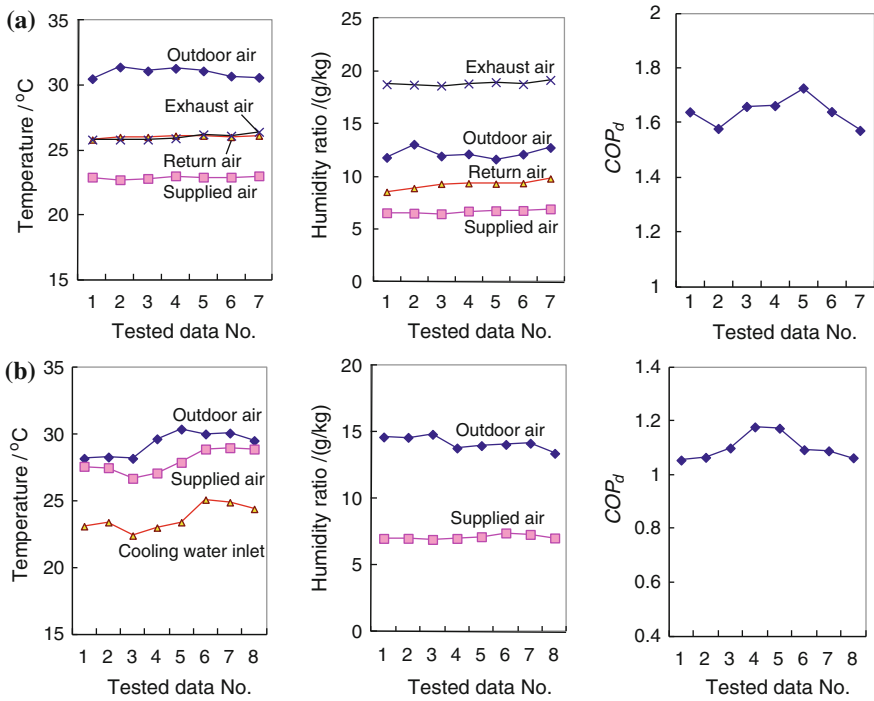 (a)
Temperature / °C
35
30
25
20
15
Outdoor air
Exhaust air
Return air
Supplied air
1 2 3 4 5 6 7
Tested data No.
Humidity ratio /(g/kg)
25
20
15
10
5
0
Exhaust air
Outdoor air
Return air
Supplied air
1 2 3 4 5 6 7
Tested data No.
COPd
2
1.8
1.6
1.4
1.2
1
1 2 3 4 5 6 7
Tested data No.
(b)
Temperature / °C
35
30
25
20
15
Outdoor air
Supplied air
Cooling water inlet
1 2 3 4 5 6 7 8
Tested data No.
Humidity ratio /(g/kg)
20
15
10
5
0
Outdoor air
Supplied air
1 2 3 4 5 6 7 8
Tested data No.
COPd
1.4
1.2
1
0.8
0.6
0.4
1 2 3 4 5 6 7 8
Tested data No.